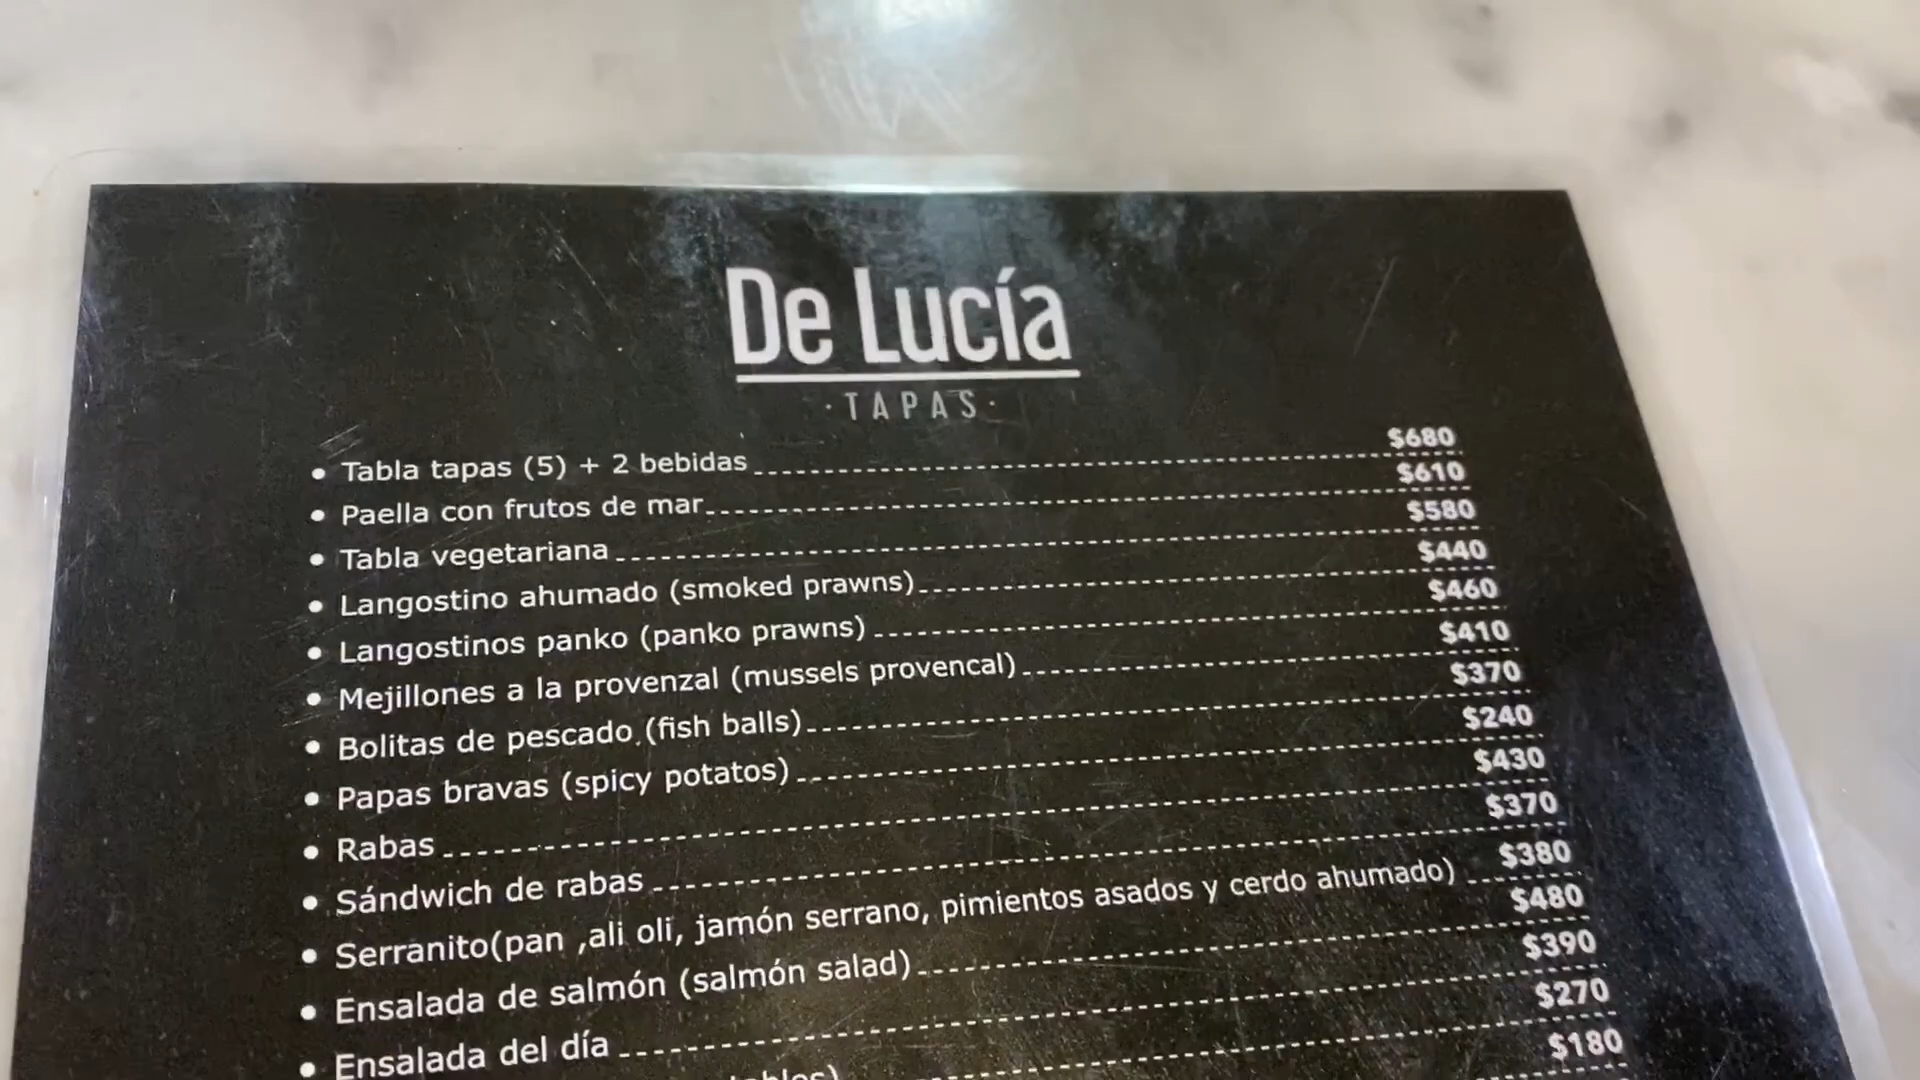 De Lucía
·TAPAS·
• Tabla tapas (5) + 2 bebidas $680
• Paella con frutos de mar $610
• Tabla vegetariana $580
• Langostino ahumado (smoked prawns) $440
• Langostinos panko (panko prawns) $460
• Mejillones a la provenzal (mussels provencal) $410
• Bolitas de pescado (fish balls) $370
• Papas bravas (spicy potatos) $240
• Rabas $430
• Sándwich de rabas $370
• Serranito(pan ,ali oli, jamón serrano, pimientos asados y cerdo ahumado) $380
• Ensalada de salmón (salmón salad) $480
• Ensalada del día $390
$270
$180